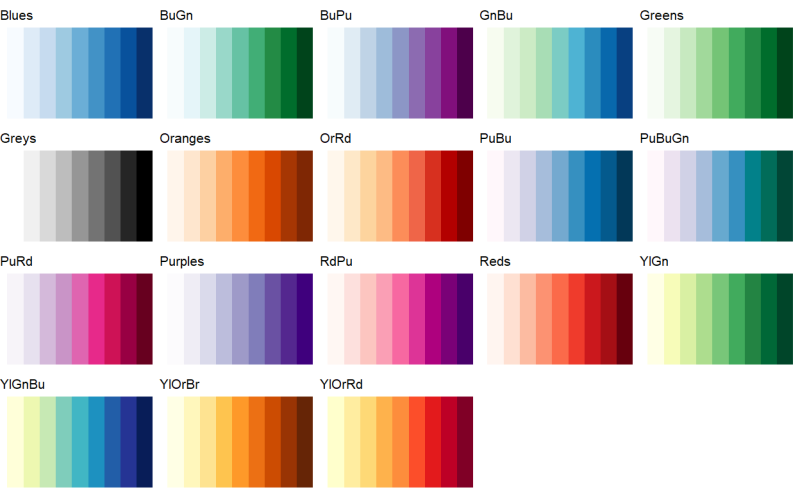 Blues BuGn BuPu GnBu Greens
Greys Oranges OrRd PuBu PuBuGn
PuRd Purples RdPu Reds YlGn
YlGnBu YlOrBr YlOrRd